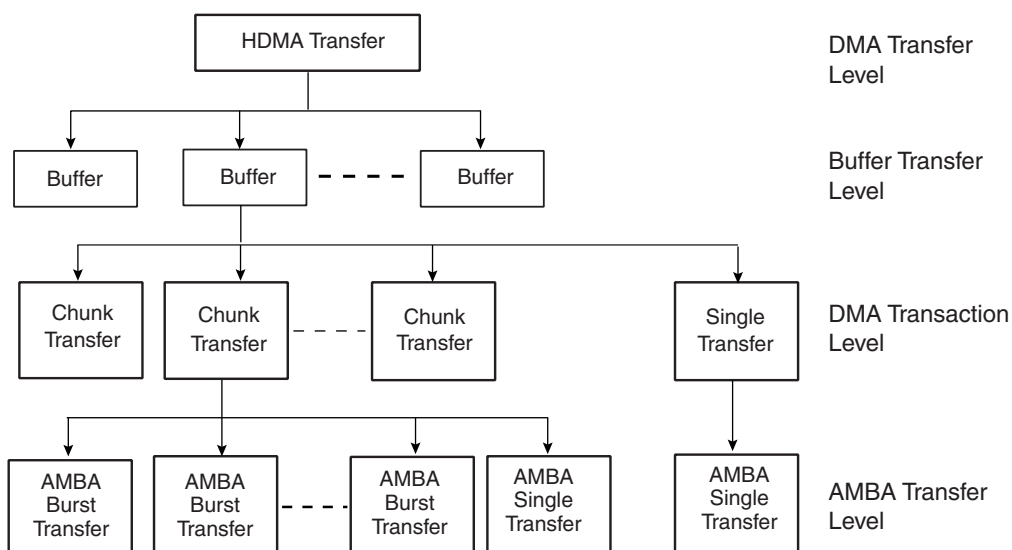 HDMA Transfer
DMA Transfer
Level
Buffer
Buffer
Buffer
Buffer Transfer
Level
Chunk
Transfer
Chunk
Transfer
Chunk
Transfer
Single
Transfer
DMA Transaction
Level
AMBA
Burst
Transfer
AMBA
Burst
Transfer
AMBA
Burst
Transfer
AMBA
Single
Transfer
AMBA
Single
Transfer
AMBA Transfer
Level